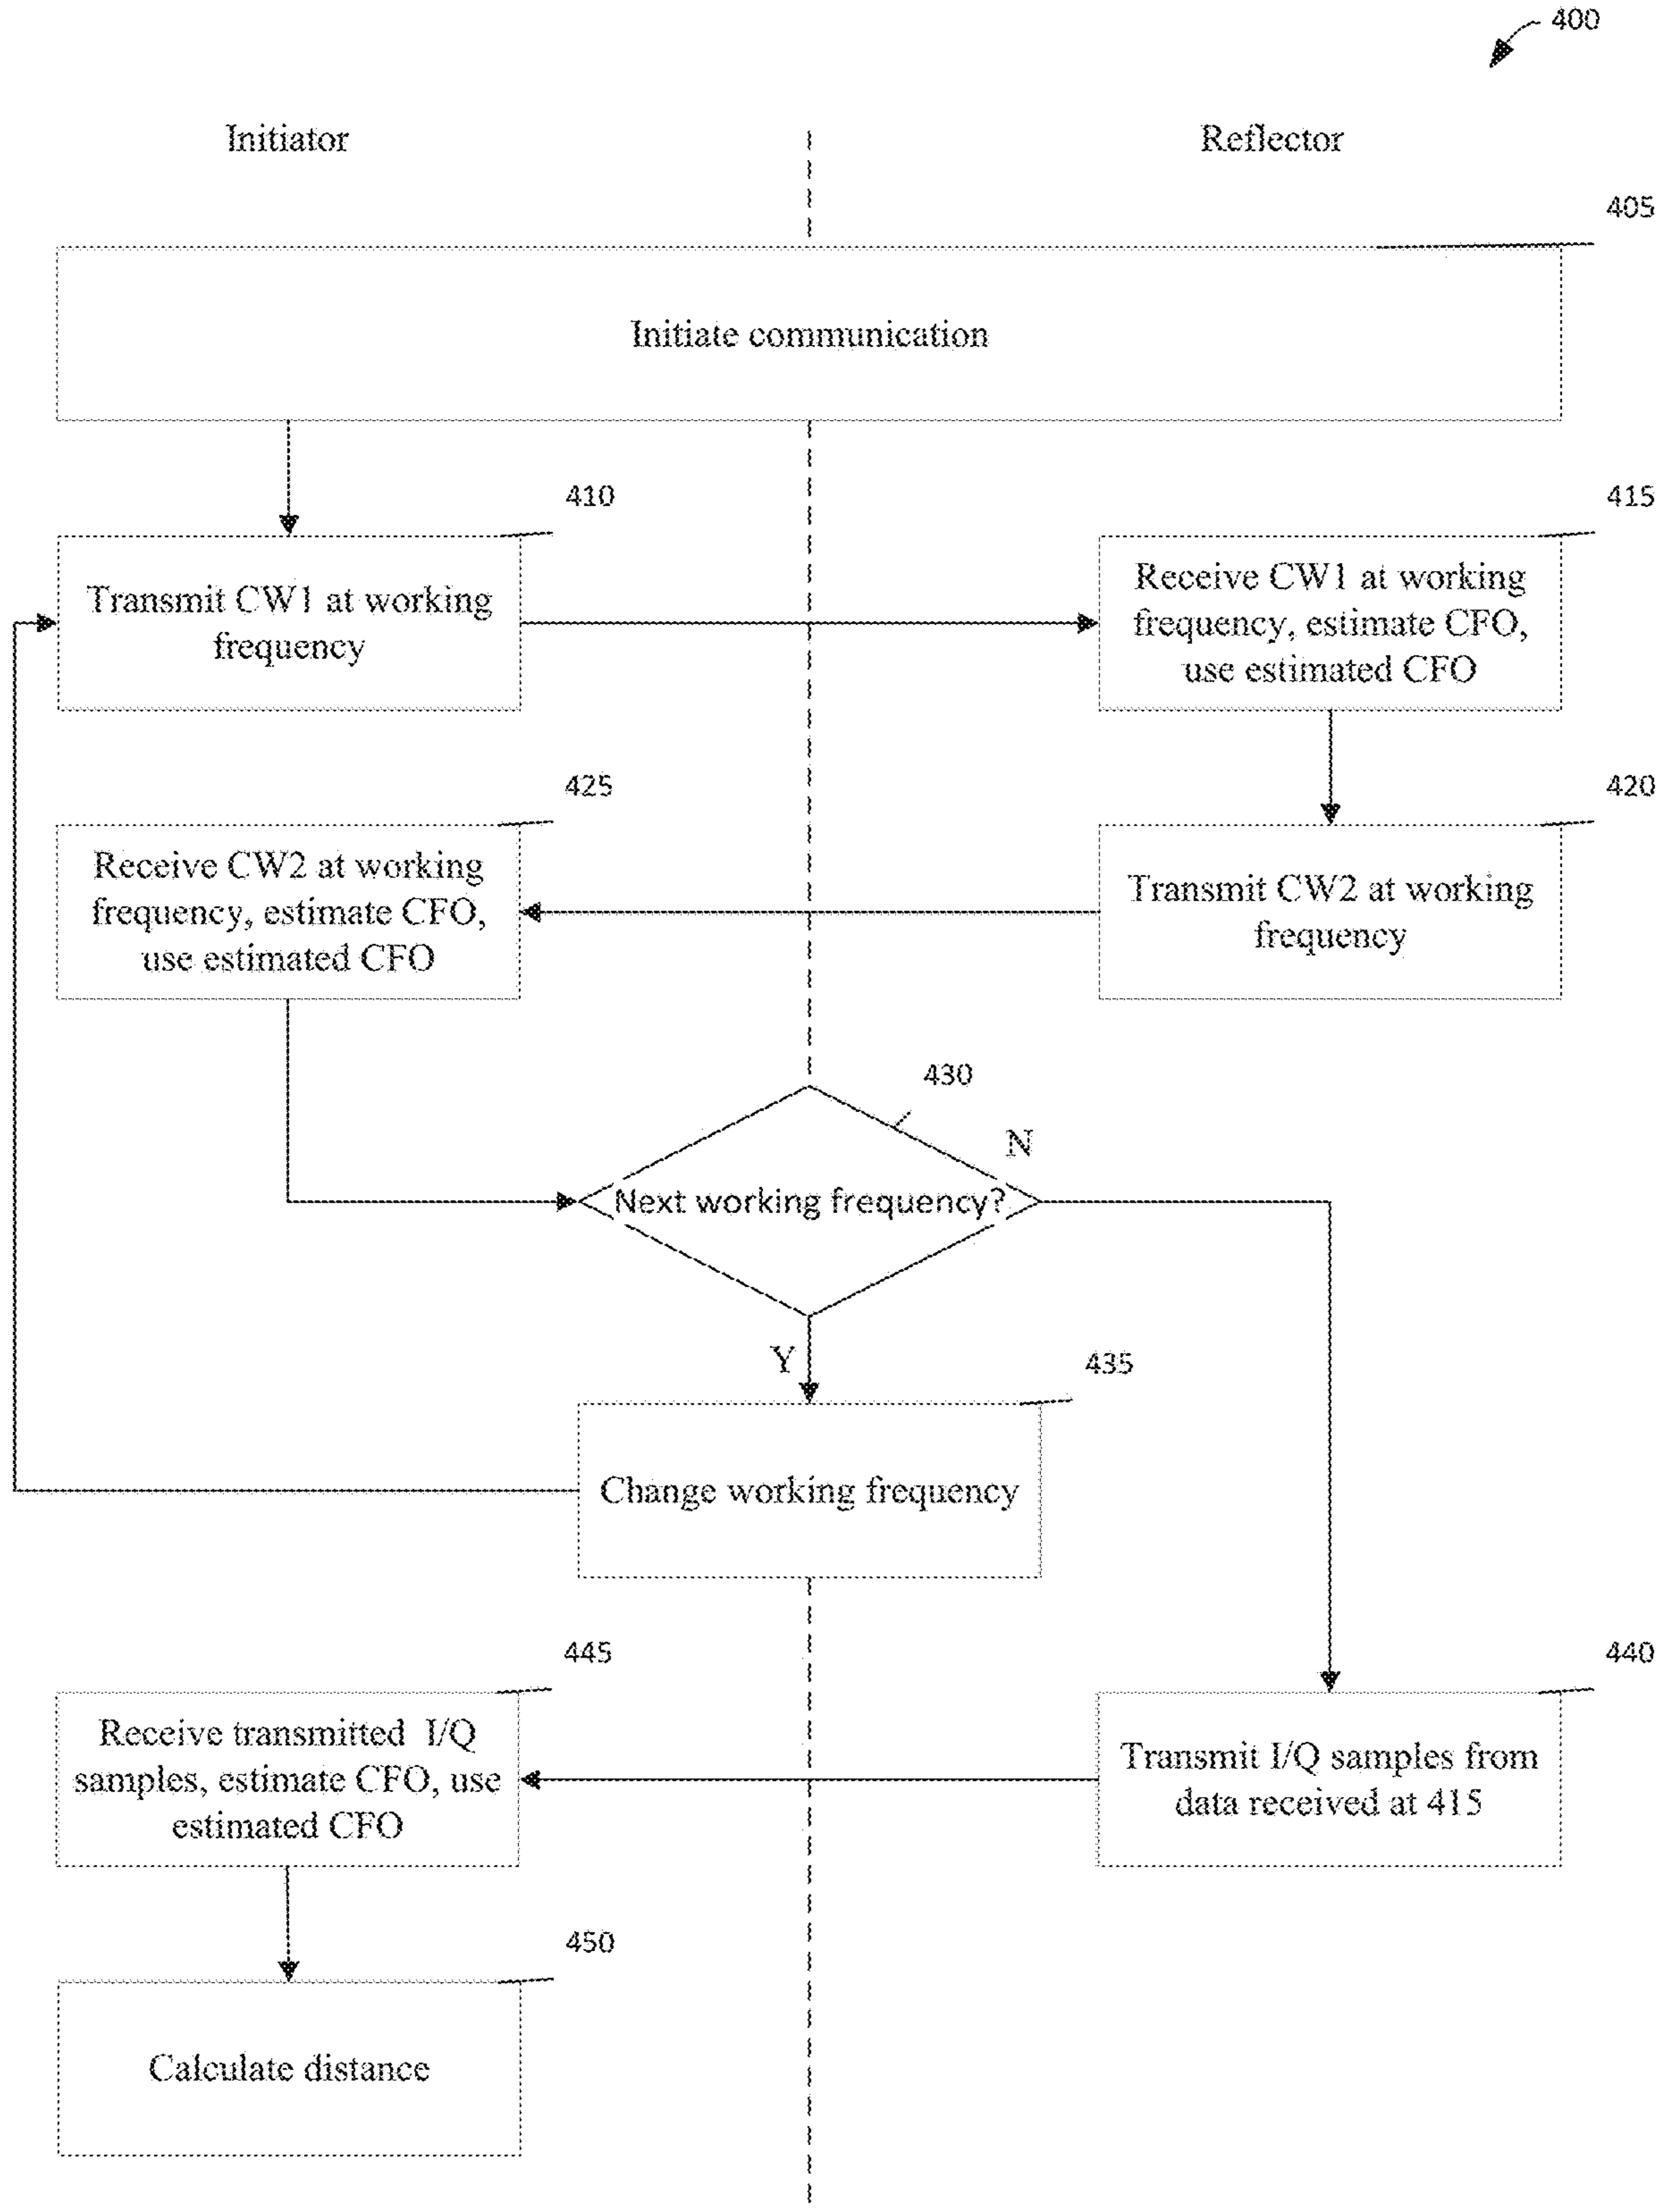 400
Initiator
Reflector
405
Initiate communication
410
Transmit CW1 at working
frequency
415
Receive CW1 at working
frequency, estimate CFO,
use estimated CFO
425
Receive CW2 at working
frequency, estimate CFO,
use estimated CFO
420
Transmit CW2 at working
frequency
430
N
Next working frequency?
Y
435
Change working frequency
445
Receive transmitted I/Q
samples, estimate CFO, use
estimated CFO
440
Transmit I/Q samples from
data received at 415
450
Calculate distance